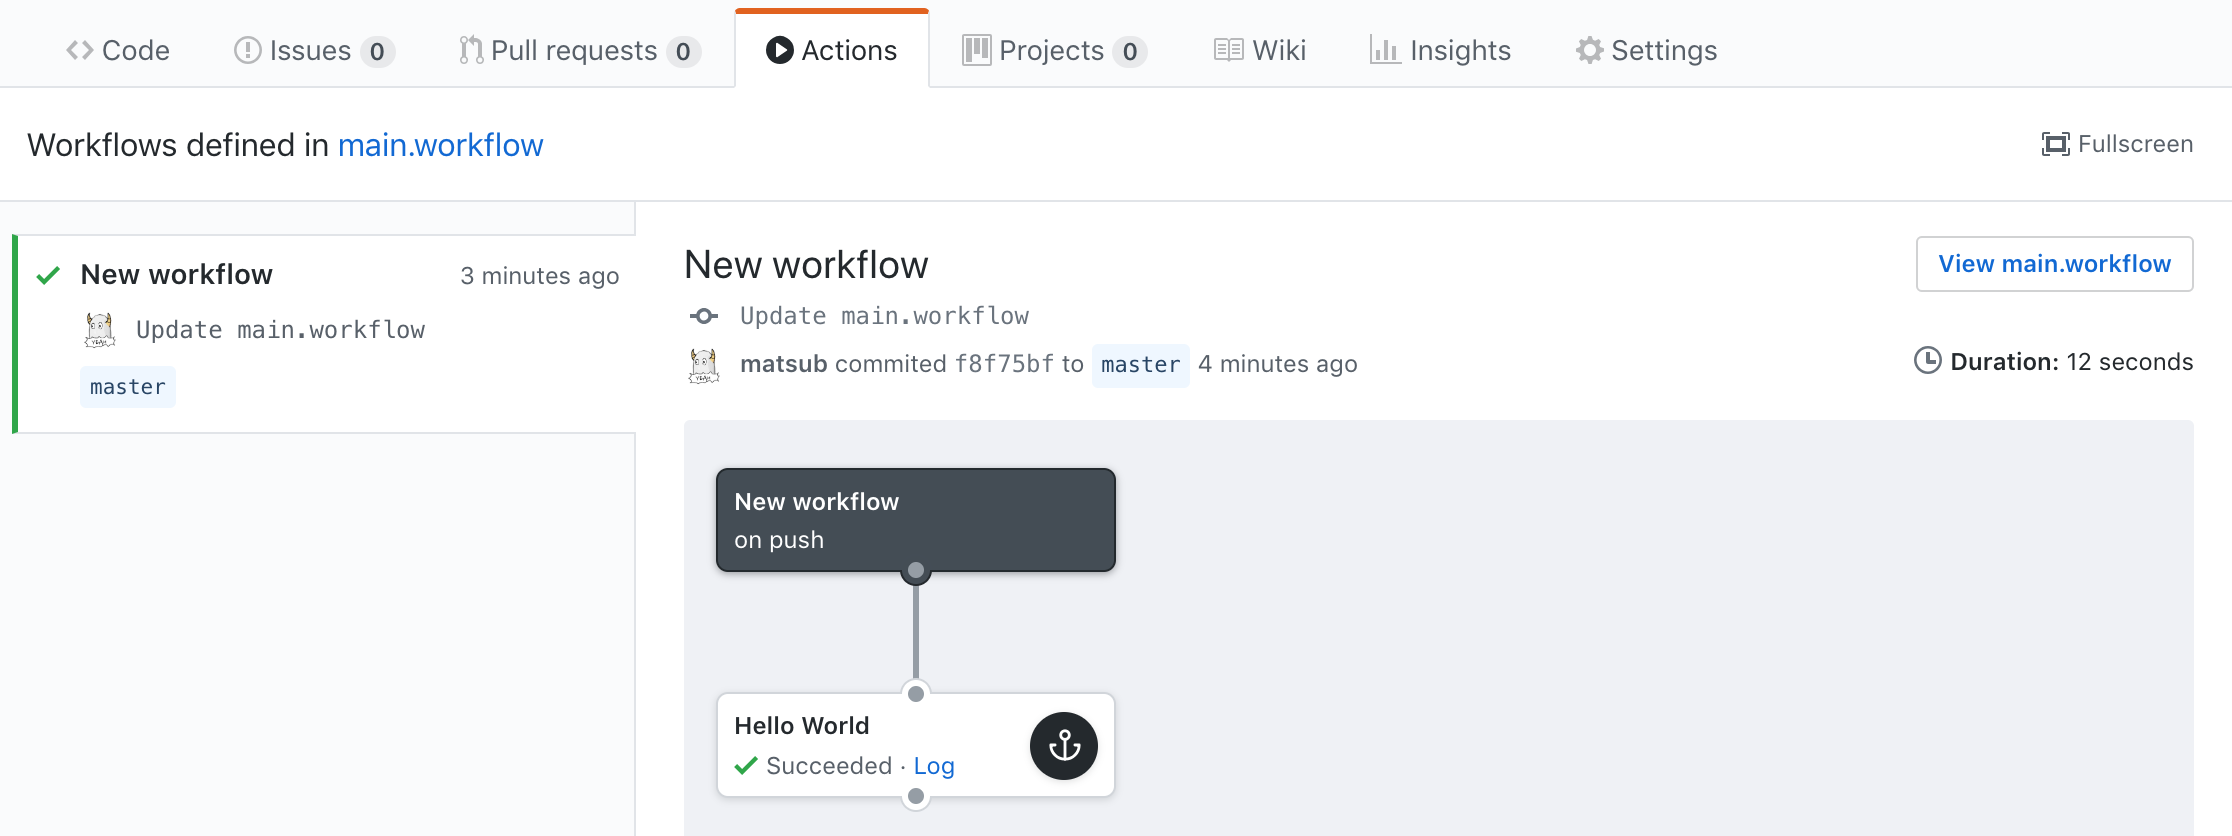 Code Issues 0 Pull requests 0 Actions Projects 0 Wiki Insights Settings
Workflows defined in main.workflow
Fullscreen
New workflow 3 minutes ago
Update main.workflow
master
New workflow
View main.workflow
Update main.workflow
matsub commited f8f75bf to master 4 minutes ago
Duration: 12 seconds
New workflow
on push
Hello World
Succeeded · Log